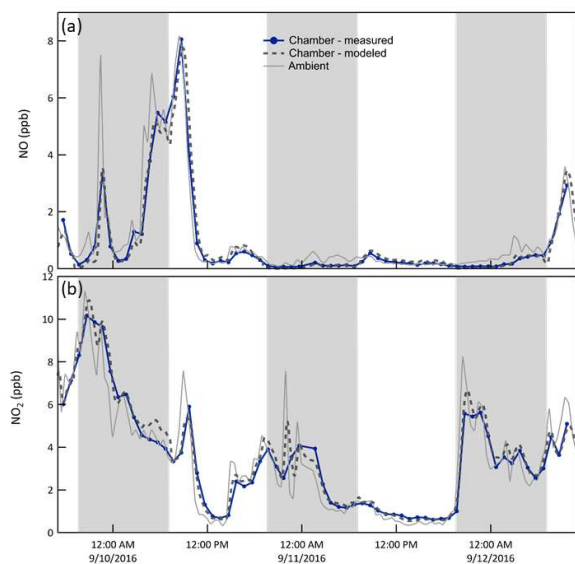 (a)
Chamber - measured
Chamber - modeled
Ambient
8
6
4
2
0
NO (ppb)
(b)
12
10
8
6
4
2
0
NO2 (ppb)
12:00 AM 12:00 PM 12:00 AM 12:00 PM 12:00 AM
9/10/2016 9/11/2016 9/12/2016